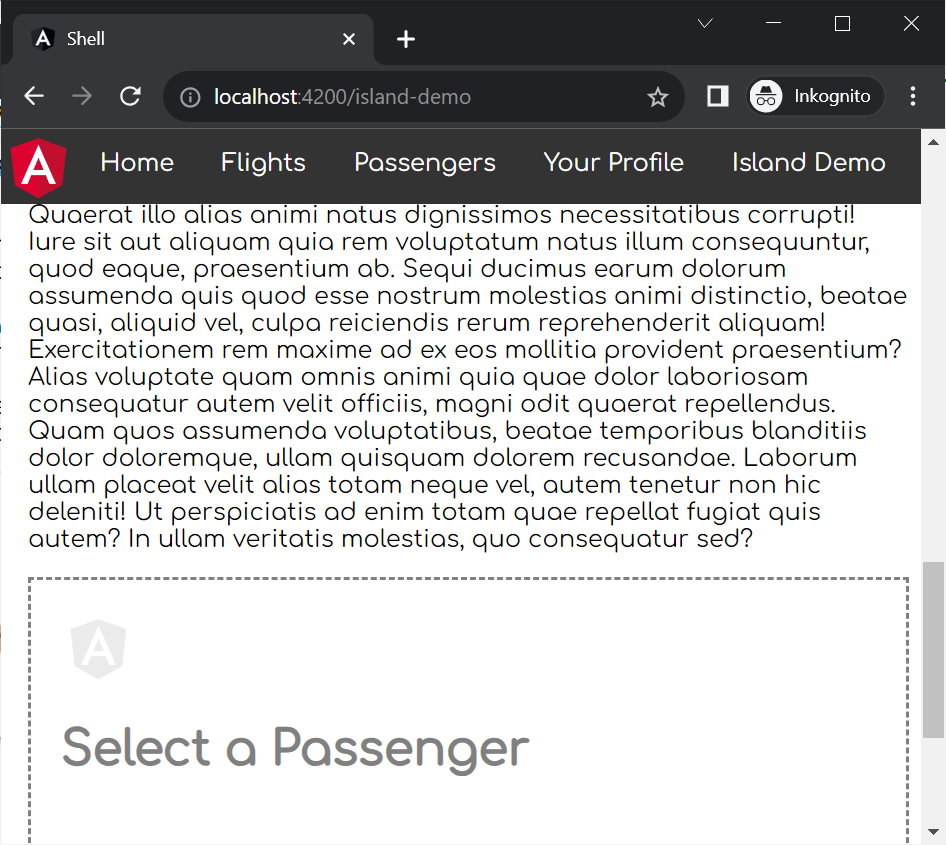 Shell
localhost:4200/island-demo
Inkognito
Home Flights Passengers Your Profile Island Demo
Quaerat illo alias animi natus dignissimos necessitatibus corrupti!
Iure sit aut aliquam quia rem voluptatum natus illum consequuntur,
quod eaque, praesentium ab. Sequi ducimus earum dolorum
assumenda quis quod esse nostrum molestias animi distinctio, beatae
quasi, aliquid vel, culpa reiciendis rerum reprehenderit aliquam!
Exercitationem rem maxime ad ex eos mollitia provident praesentium?
Alias voluptate quam omnis animi quia quae dolor laboriosam
consequatur autem velit officiis, magni odit quaerat repellendus.
Quam quos assumenda voluptatibus, beatae temporibus blanditiis
dolor doloremque, ullam quisquam dolorem recusandae. Laborum
ullam placeat velit alias totam neque vel, autem tenetur non hic
deleniti! Ut perspiciatis ad enim totam quae repellat fugiat quis
autem? In ullam veritatis molestias, quo consequatur sed?
Select a Passenger